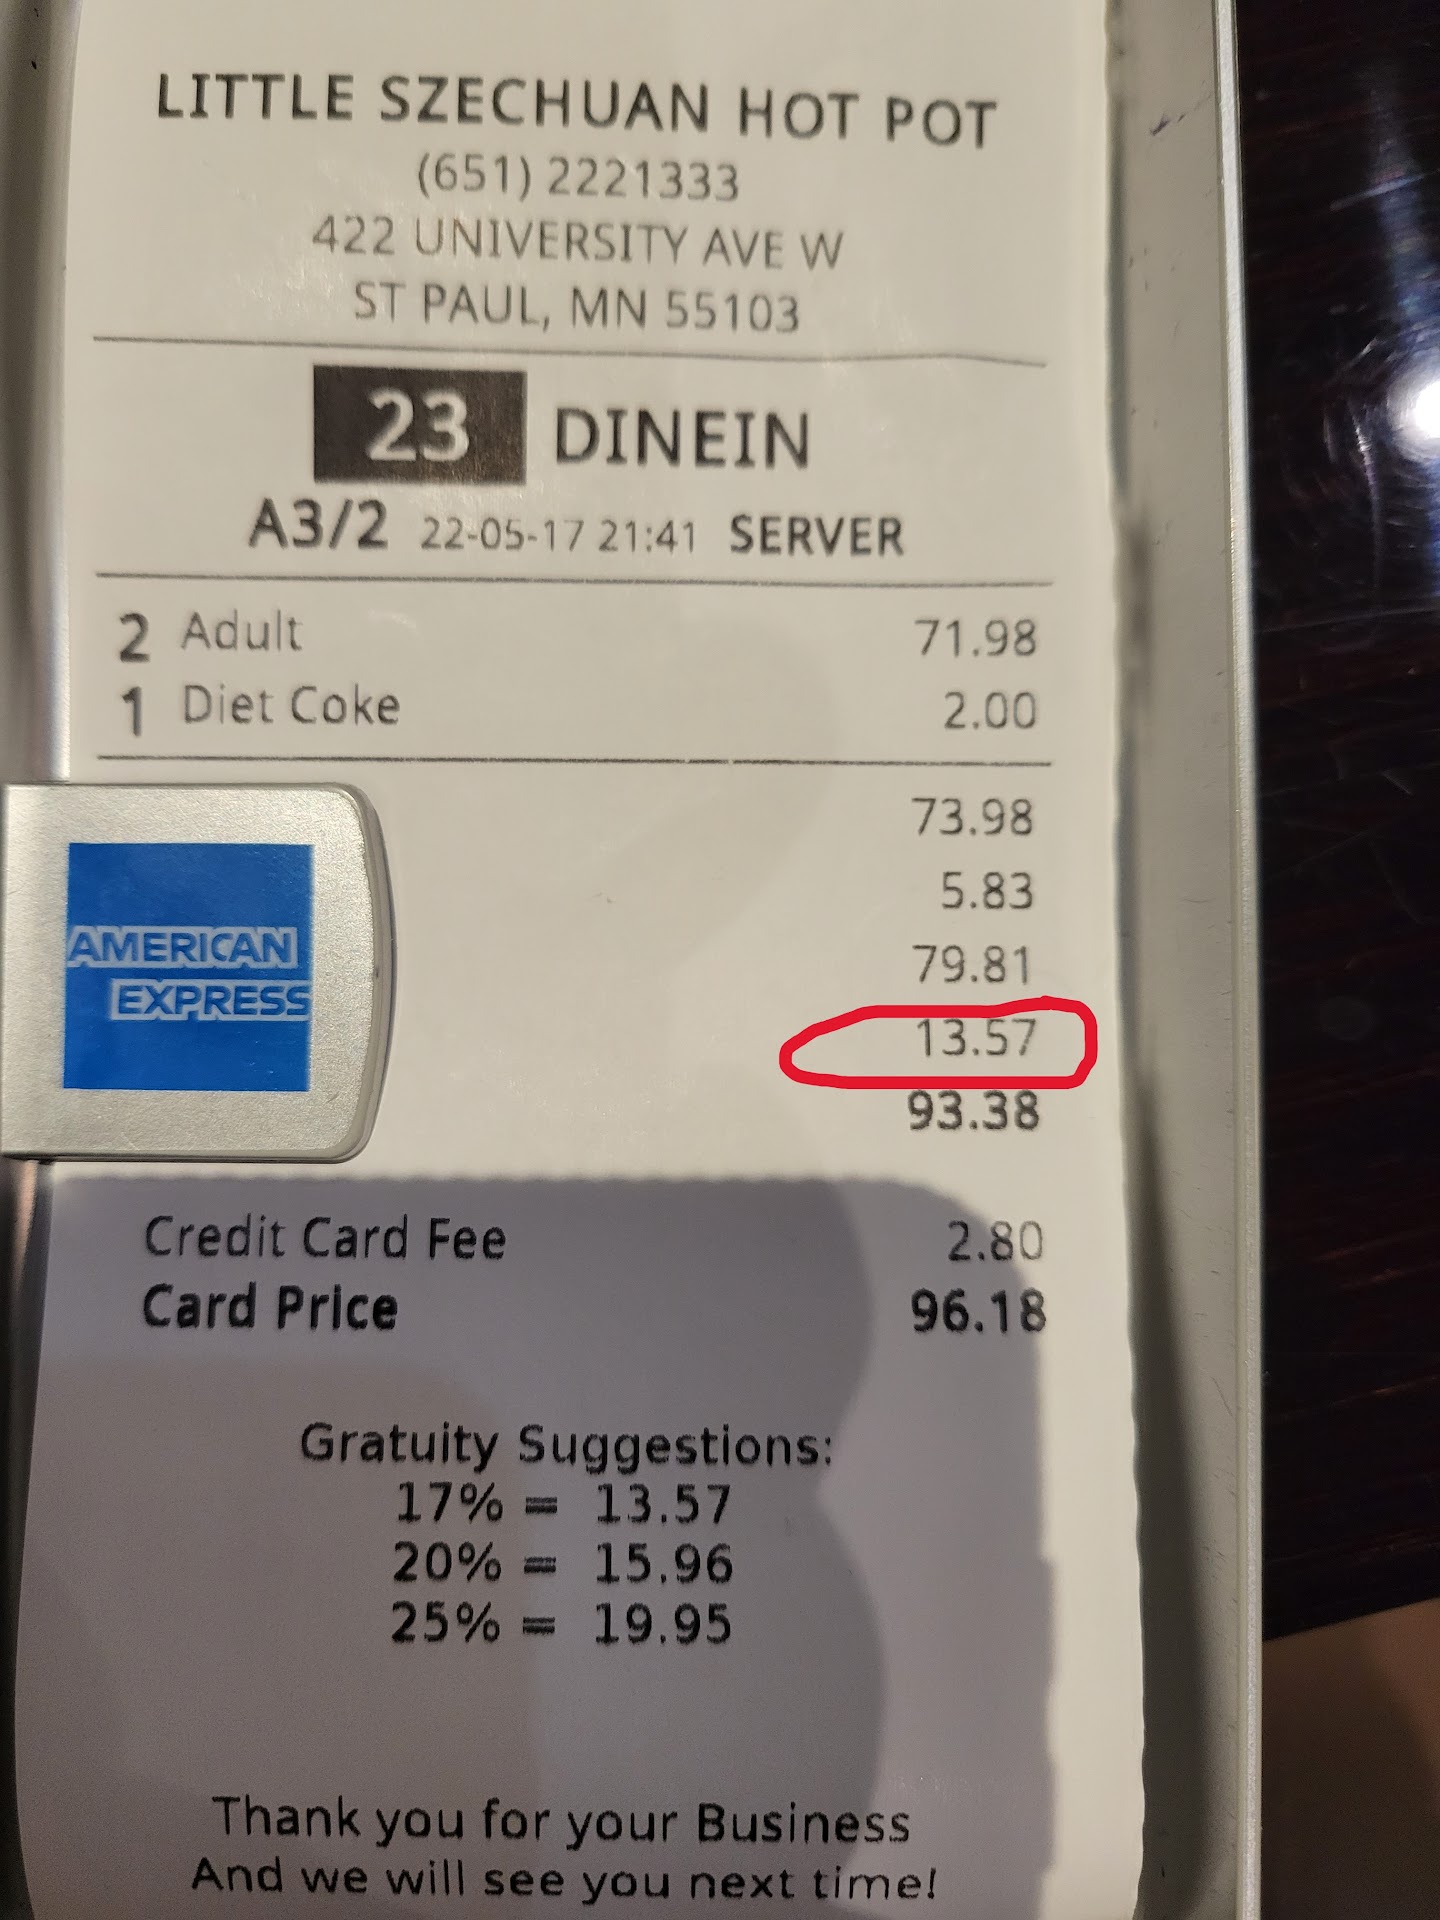 LITTLE SZECHUAN HOT POT
(651) 2221333
422 UNIVERSITY AVE W
ST PAUL, MN 55103
23 DINEIN
A3/2 22-05-17 21:41 SERVER
2 Adult 71.98
1 Diet Coke 2.00
73.98
5.83
79.81
13.57
93.38
AMERICAN
EXPRESS
Credit Card Fee 2.80
Card Price 96.18
Gratuity Suggestions:
17% = 13.57
20% = 15.96
25% = 19.95
Thank you for your Business
And we will see you next time!